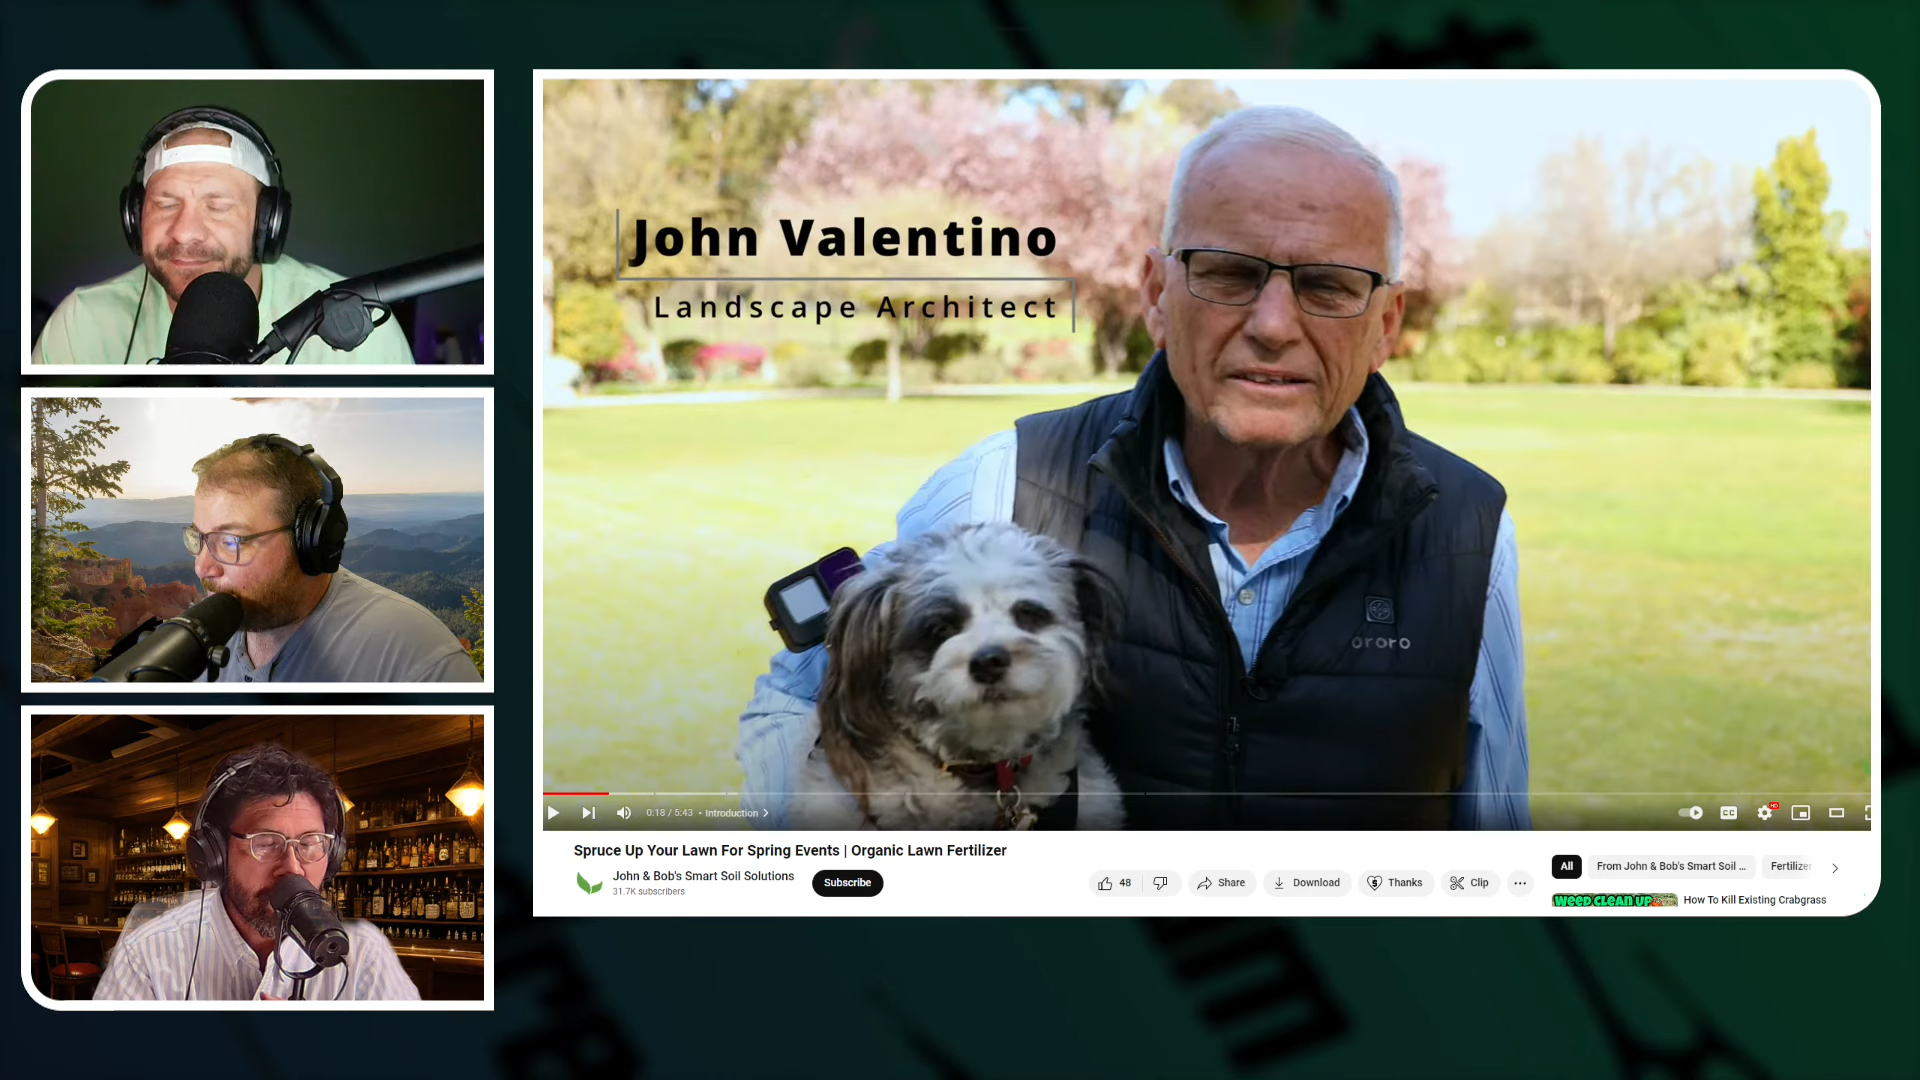 John Valentino
Landscape Architect
ororo
0:18 / 5:43 • Introduction
CC
HD
Spruce Up Your Lawn For Spring Events | Organic Lawn Fertilizer
John & Bob's Smart Soil Solutions
31.7K subscribers
Subscribe
48
Share
Download
Thanks
Clip
All
From John & Bob's Smart Soil ...
Fertilizer
WEED CLEAN UP
How To Kill Existing Crabgrass